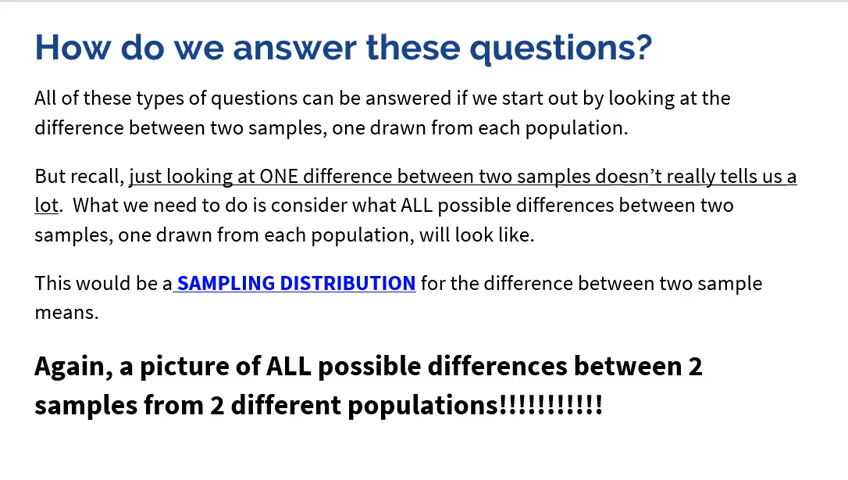 How do we answer these questions?
All of these types of questions can be answered if we start out by looking at the
difference between two samples, one drawn from each population.
But recall, just looking at ONE difference between two samples doesn’t really tells us a
lot.  What we need to do is consider what ALL possible differences between two
samples, one drawn from each population, will look like.
This would be a SAMPLING DISTRIBUTION for the difference between two sample
means.
Again, a picture of ALL possible differences between 2
samples from 2 different populations!!!!!!!!!!!